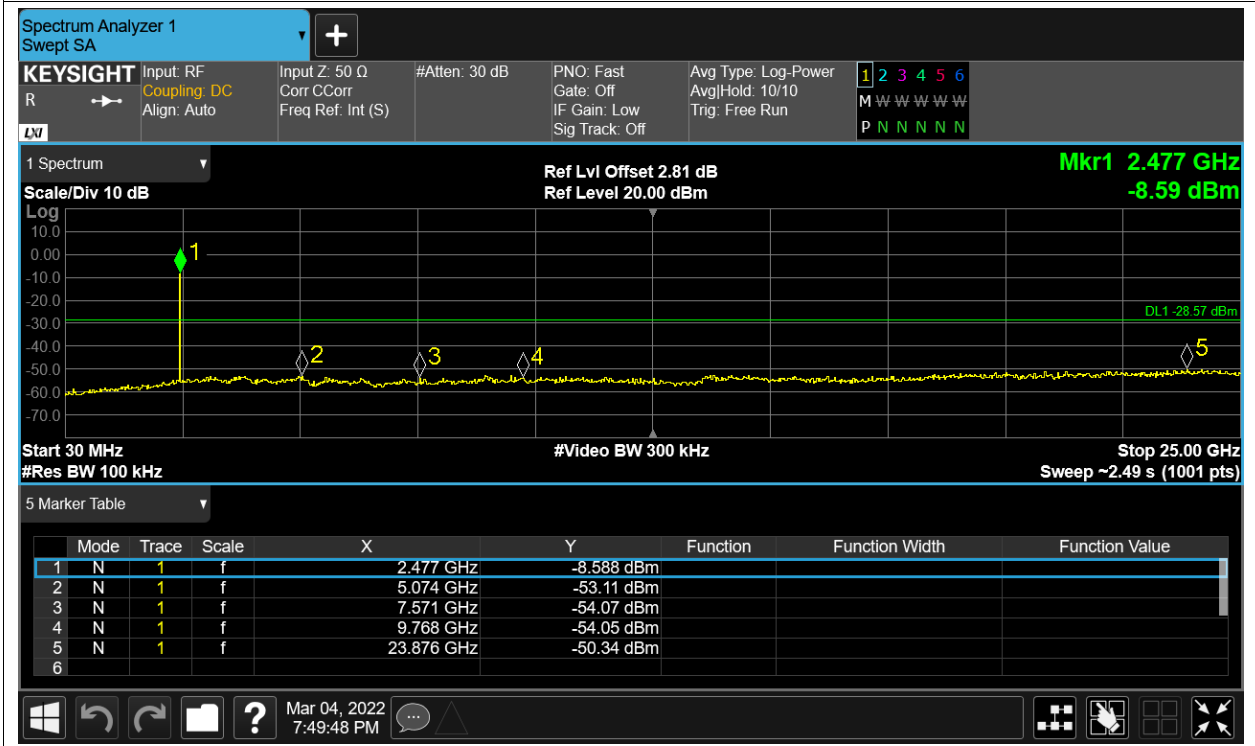 Spectrum Analyzer 1
Swept SA
KEYSIGHT
R
LXI
Input: RF
Coupling: DC
Align: Auto
Input Z: 50 Ω
Corr CCorr
Freq Ref: Int (S)
#Atten: 30 dB
PNO: Fast
Gate: Off
IF Gain: Low
Sig Track: Off
Avg Type: Log-Power
Avg|Hold: 10/10
Trig: Free Run
1 2 3 4 5 6
M W W W W W W
P N N N N N N
1 Spectrum
Scale/Div 10 dB
Ref Lvl Offset 2.81 dB
Ref Level 20.00 dBm
Mkr1 2.477 GHz
-8.59 dBm
Log
10.0
0.00
-10.0
-20.0
-30.0
-40.0
-50.0
-60.0
-70.0
1
2
3
4
5
DL1 -28.57 dBm
Start 30 MHz
#Res BW 100 kHz
#Video BW 300 kHz
Stop 25.00 GHz
Sweep ~2.49 s (1001 pts)
5 Marker Table
Mode Trace Scale X Y Function Function Width Function Value
1 N 1 f 2.477 GHz -8.588 dBm
2 N 1 f 5.074 GHz -53.11 dBm
3 N 1 f 7.571 GHz -54.07 dBm
4 N 1 f 9.768 GHz -54.05 dBm
5 N 1 f 23.876 GHz -50.34 dBm
6
?
Mar 04, 2022
7:49:48 PM